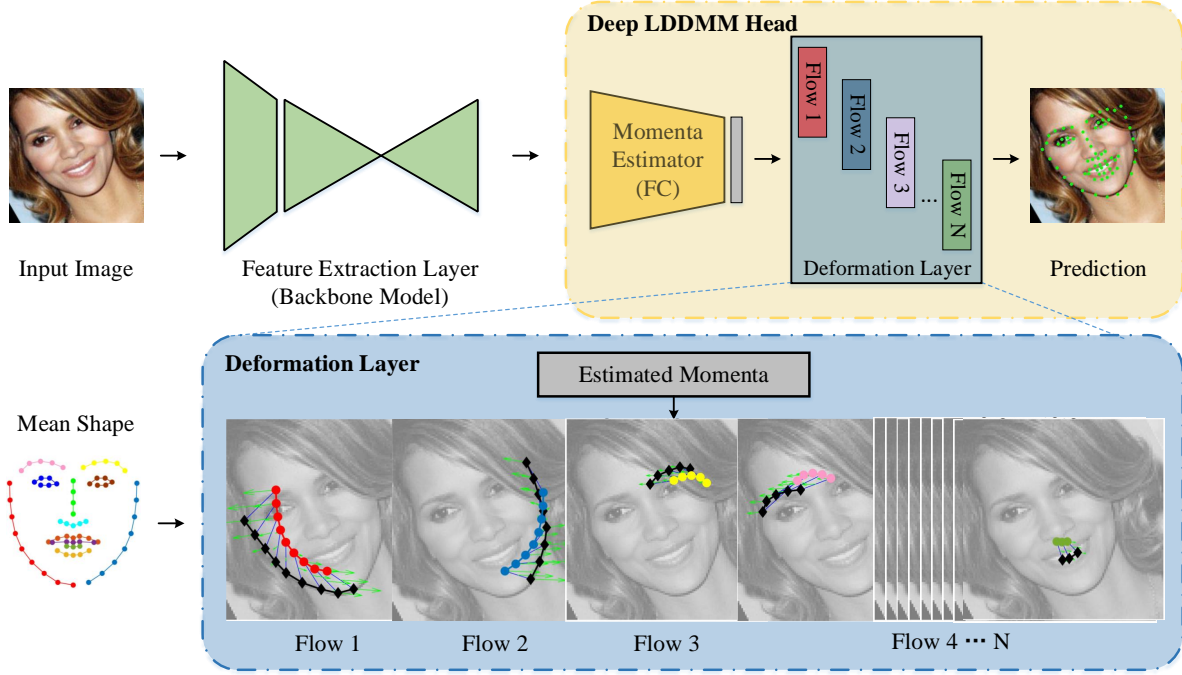 Deep LDDMM Head
Flow 1
Flow 2
Flow 3
...
Flow N
Momenta
Estimator
(FC)
Input Image
Feature Extraction Layer
(Backbone Model)
Deformation Layer
Prediction
Deformation Layer
Estimated Momenta
Mean Shape
Flow 1
Flow 2
Flow 3
Flow 4 ··· N